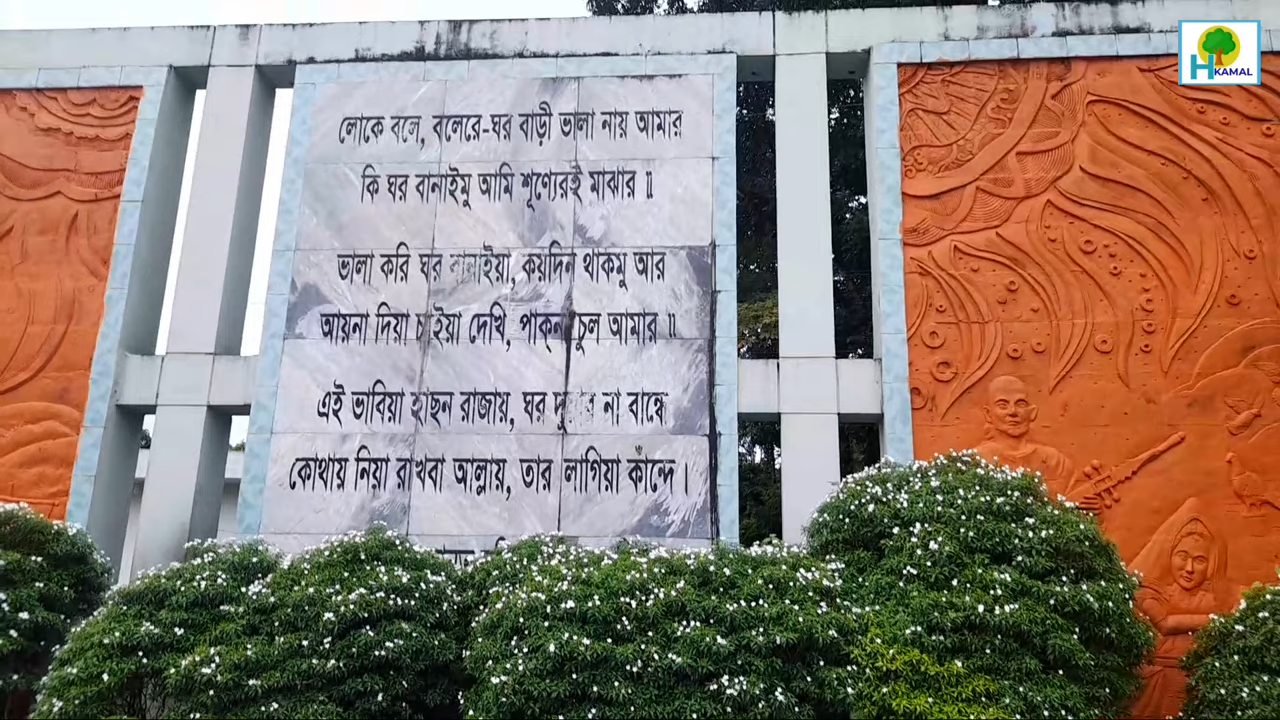 লোকে বলে, বলেরে-ঘর বাড়ী ভালা নায় আমার
কি ঘর বানাইমু আমি শূণ্যেরই মাঝার ॥
ভালা করি ঘর বানাইয়া, কয়দিন থাকমু আর
আয়না দিয়া চাইয়া দেখি, পাক্‌না চুল আমার ॥
এই ভাবিয়া হাছন রাজায়, ঘর না বান্ধে
কোথায় নিয়া রাখবা আল্লায়, তার লাগিয়া কাঁন্দে।
H KAMAL